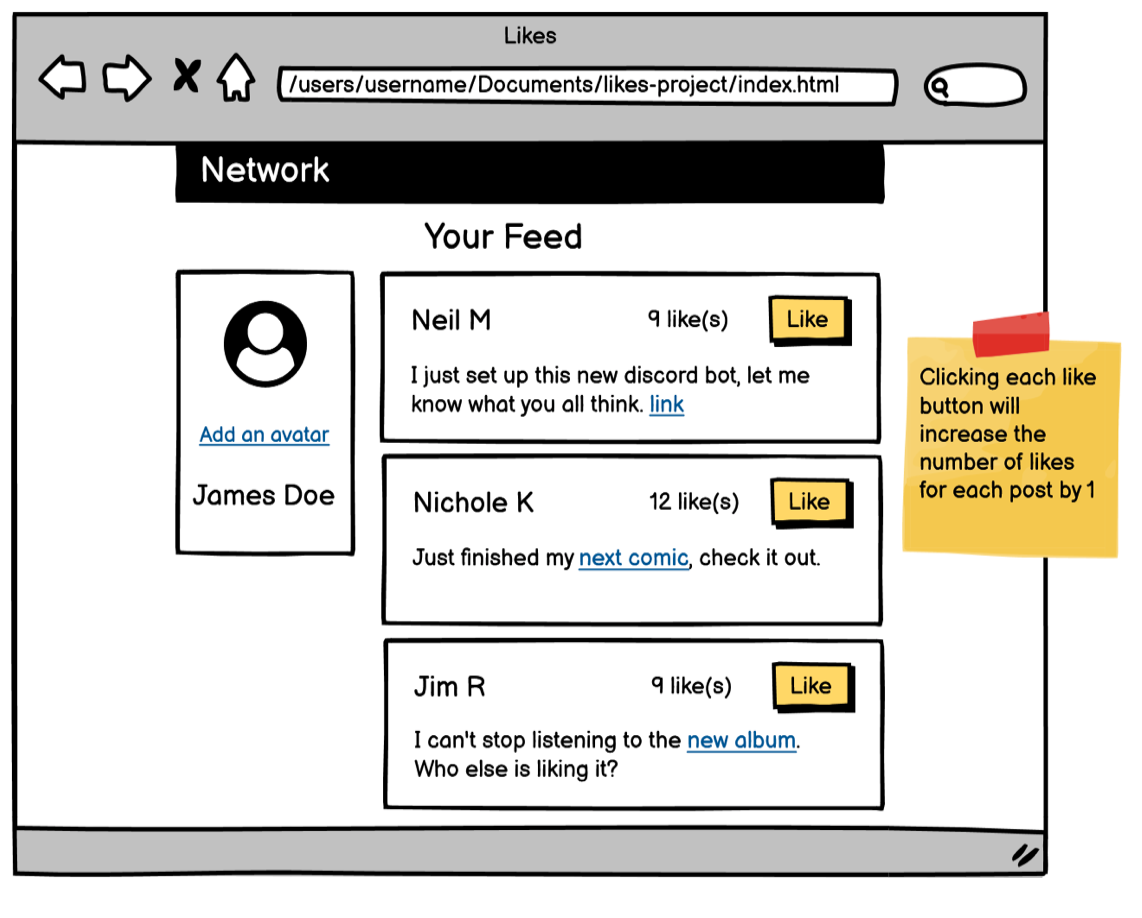 Likes
/users/username/Documents/likes-project/index.html
Network
Your Feed
Add an avatar
James Doe
Neil M
9 like(s)
Like
I just set up this new discord bot, let me
know what you all think. link
Nichole K
12 like(s)
Like
Just finished my next comic, check it out.
Jim R
9 like(s)
Like
I can't stop listening to the new album.
Who else is liking it?
Clicking each like
button will
increase the
number of likes
for each post by 1